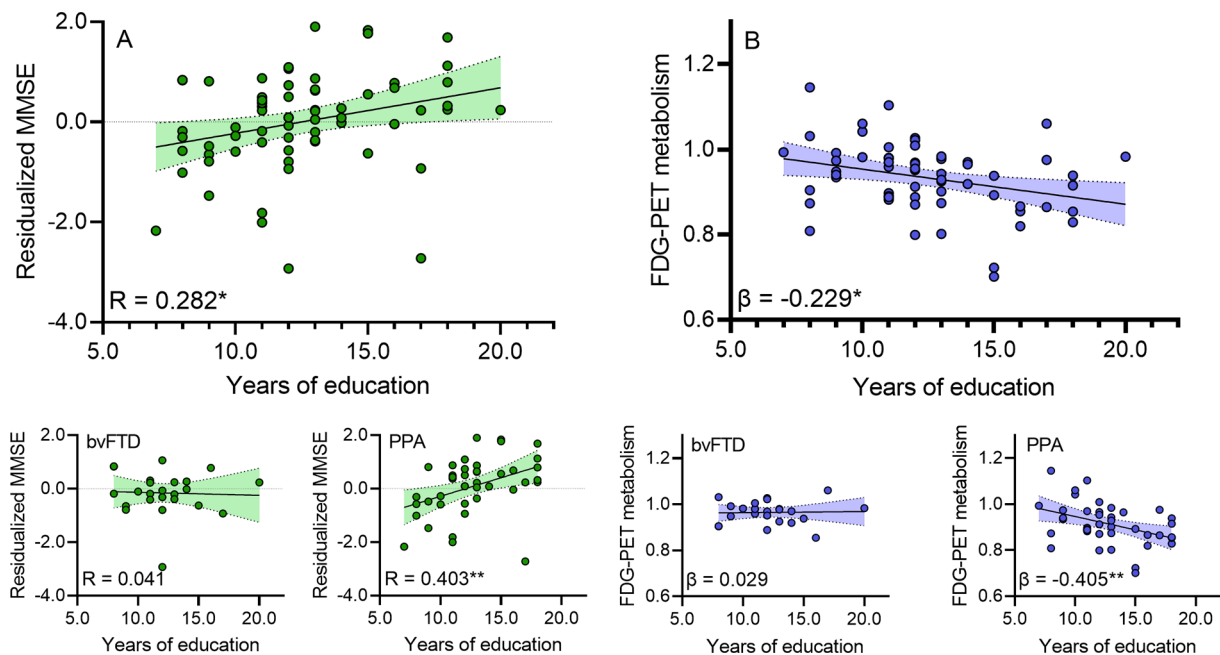 A
Residualized MMSE
2.0
0.0
-2.0
-4.0
R = 0.282*
5.0 10.0 15.0 20.0
Years of education
B
FDG-PET metabolism
1.2
1.0
0.8
0.6
β = -0.229*
5.0 10.0 15.0 20.0
Years of education
bvFTD
Residualized MMSE
2.0
0.0
-2.0
-4.0
R = 0.041
5.0 10.0 15.0 20.0
Years of education
PPA
Residualized MMSE
2.0
0.0
-2.0
-4.0
R = 0.403**
5.0 10.0 15.0 20.0
Years of education
bvFTD
FDG-PET metabolism
1.2
1.0
0.8
0.6
β = 0.029
5.0 10.0 15.0 20.0
Years of education
PPA
FDG-PET metabolism
1.2
1.0
0.8
0.6
β = -0.405**
5.0 10.0 15.0 20.0
Years of education